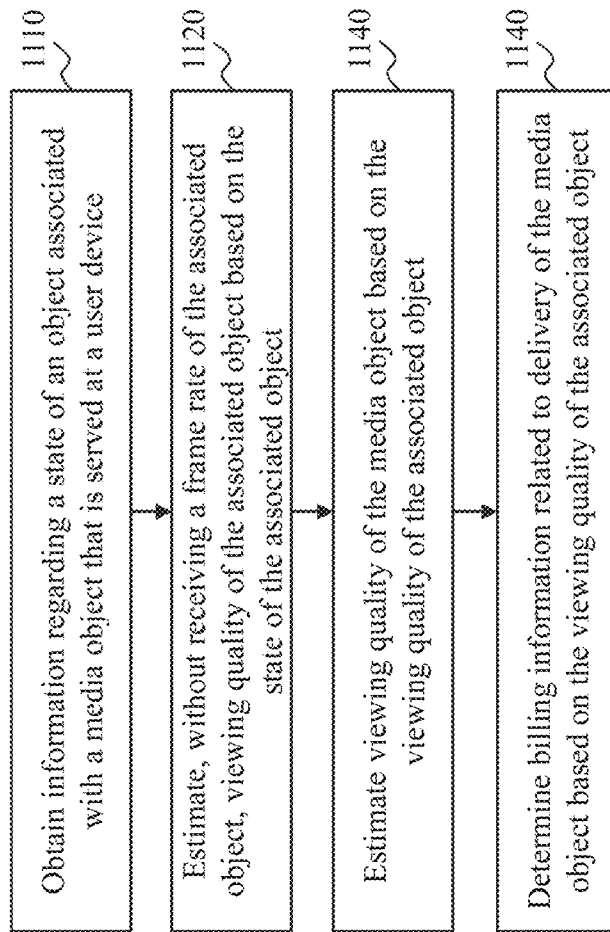 1110
Obtain information regarding a state of an object associated
with a media object that is served at a user device
1120
Estimate, without receiving a frame rate of the associated
object, viewing quality of the associated object based on the
state of the associated object
1140
Estimate viewing quality of the media object based on the
viewing quality of the associated object
1140
Determine billing information related to delivery of the media
object based on the viewing quality of the associated object